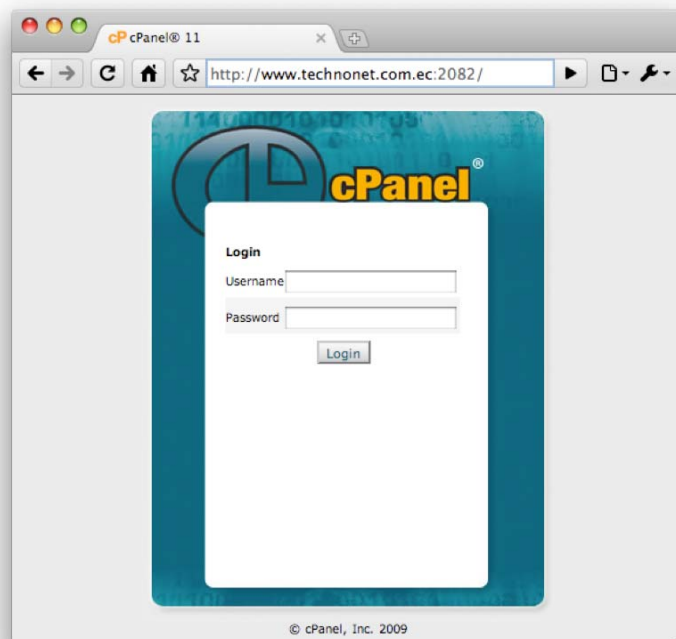 cP cPanel® 11
http://www.technonet.com.ec:2082/
cPanel®
Login
Username
Password
Login
© cPanel, Inc. 2009